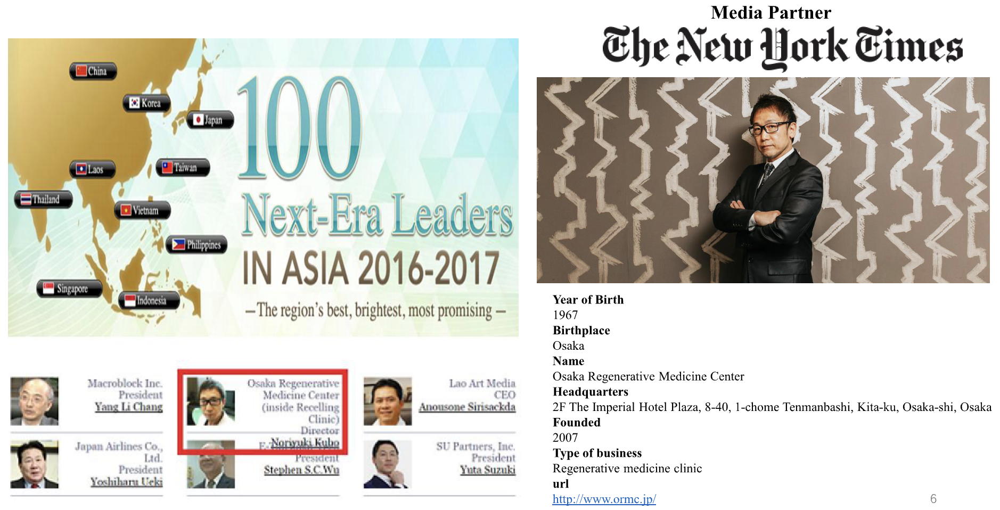 China
Korea
Japan
Laos
Taiwan
Thailand
Vietnam
Philippines
Singapore
Indonesia
100
Next-Era Leaders
IN ASIA 2016-2017
—The region's best, brightest, most promising —
Macroblock Inc.
President
Yang Li Chang
Osaka Regenerative
Medicine Center
(inside Recelling
Clinic)
Director
Noriyuki Kubo
Lao Art Media
CEO
Anousone Sirisackda
Japan Airlines Co.,
Ltd.
President
Yoshiharu Ueki
President
Stephen S.C.Wu
SU Partners, Inc.
President
Yuta Suzuki
Media Partner
The New York Times
Year of Birth
1967
Birthplace
Osaka
Name
Osaka Regenerative Medicine Center
Headquarters
2F The Imperial Hotel Plaza, 8-40, 1-chome Tenmanbashi, Kita-ku, Osaka-shi, Osaka
Founded
2007
Type of business
Regenerative medicine clinic
url
http://www.ormc.jp/
6